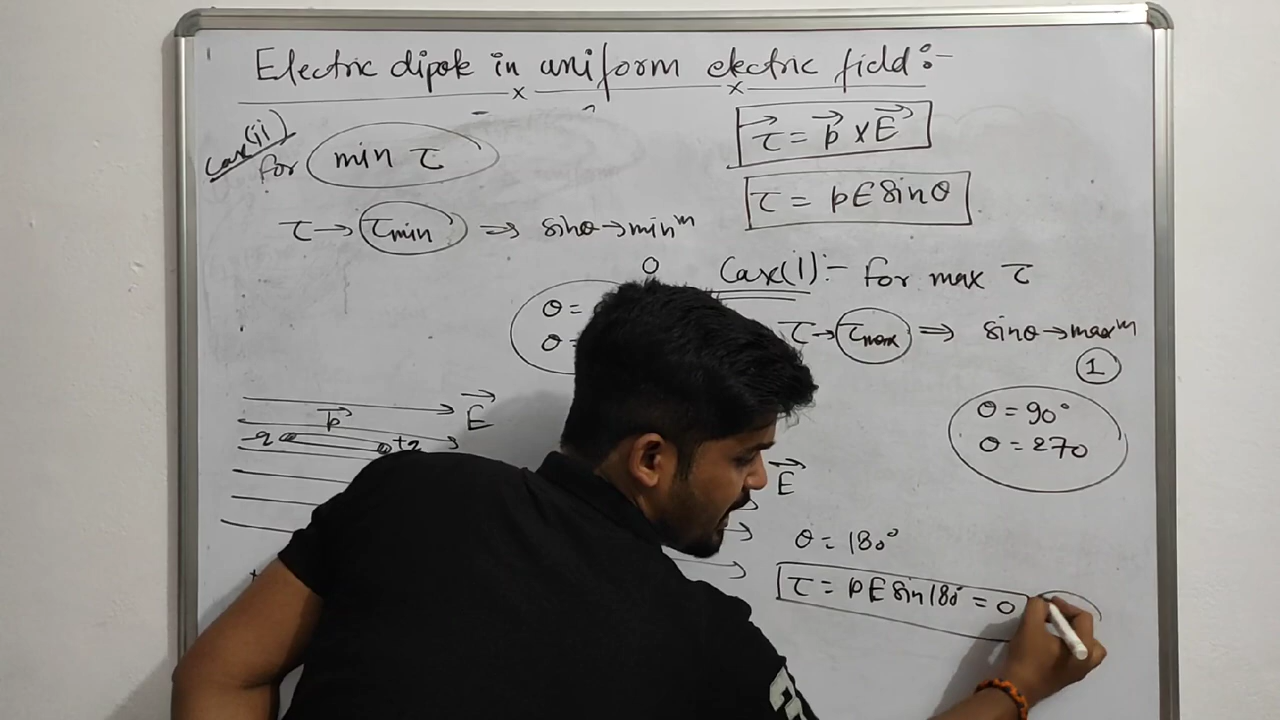 Electric dipole in uniform electric field :-
Case(ii)
for min τ
τ → τmin ⇒ sinθ → minᵐ
0
θ =
θ =
τ⃗ = p⃗ x E⃗
τ = pE sinθ
Case(i) :- for max τ
τ → τmax ⇒ sinθ → maxᵐ
1
θ = 90°
θ = 270
E⃗
p⃗
-q +q
E⃗
θ = 180°
τ = pE sin180° = 0